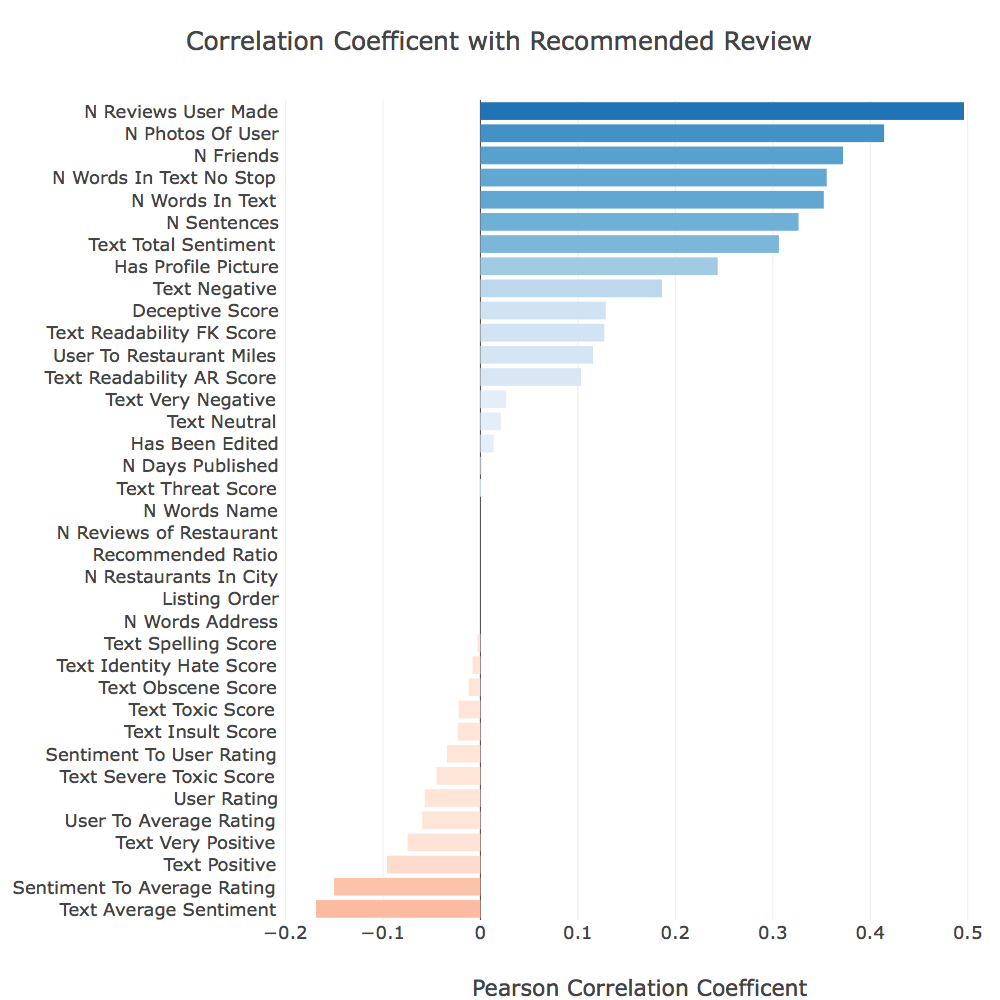 Correlation Coefficent with Recommended Review
N Reviews User Made
N Photos Of User
N Friends
N Words In Text No Stop
N Words In Text
N Sentences
Text Total Sentiment
Has Profile Picture
Text Negative
Deceptive Score
Text Readability FK Score
User To Restaurant Miles
Text Readability AR Score
Text Very Negative
Text Neutral
Has Been Edited
N Days Published
Text Threat Score
N Words Name
N Reviews of Restaurant
Recommended Ratio
N Restaurants In City
Listing Order
N Words Address
Text Spelling Score
Text Identity Hate Score
Text Obscene Score
Text Toxic Score
Text Insult Score
Sentiment To User Rating
Text Severe Toxic Score
User Rating
User To Average Rating
Text Very Positive
Text Positive
Sentiment To Average Rating
Text Average Sentiment
−0.2 −0.1 0 0.1 0.2 0.3 0.4 0.5
Pearson Correlation Coefficent